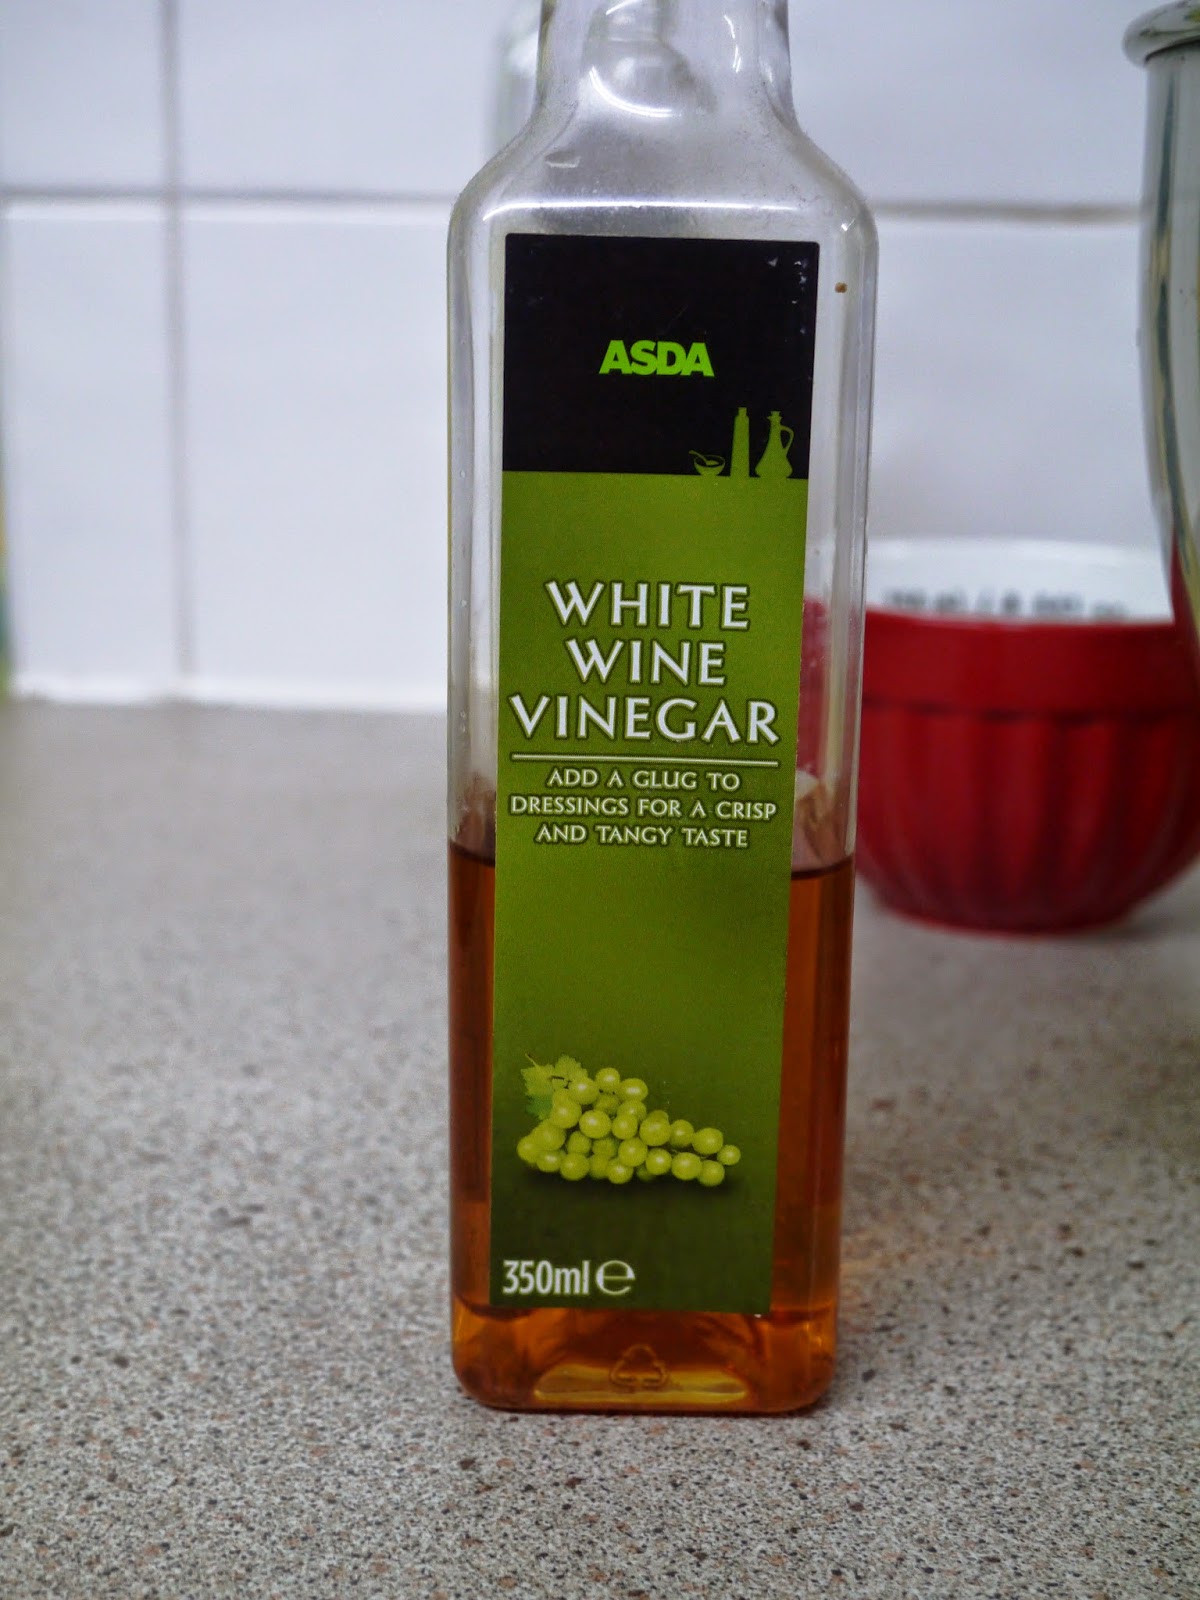 ASDA
WHITE
WINE
VINEGAR
ADD A GLUG TO
DRESSINGS FOR A CRISP
AND TANGY TASTE
350ml ℮